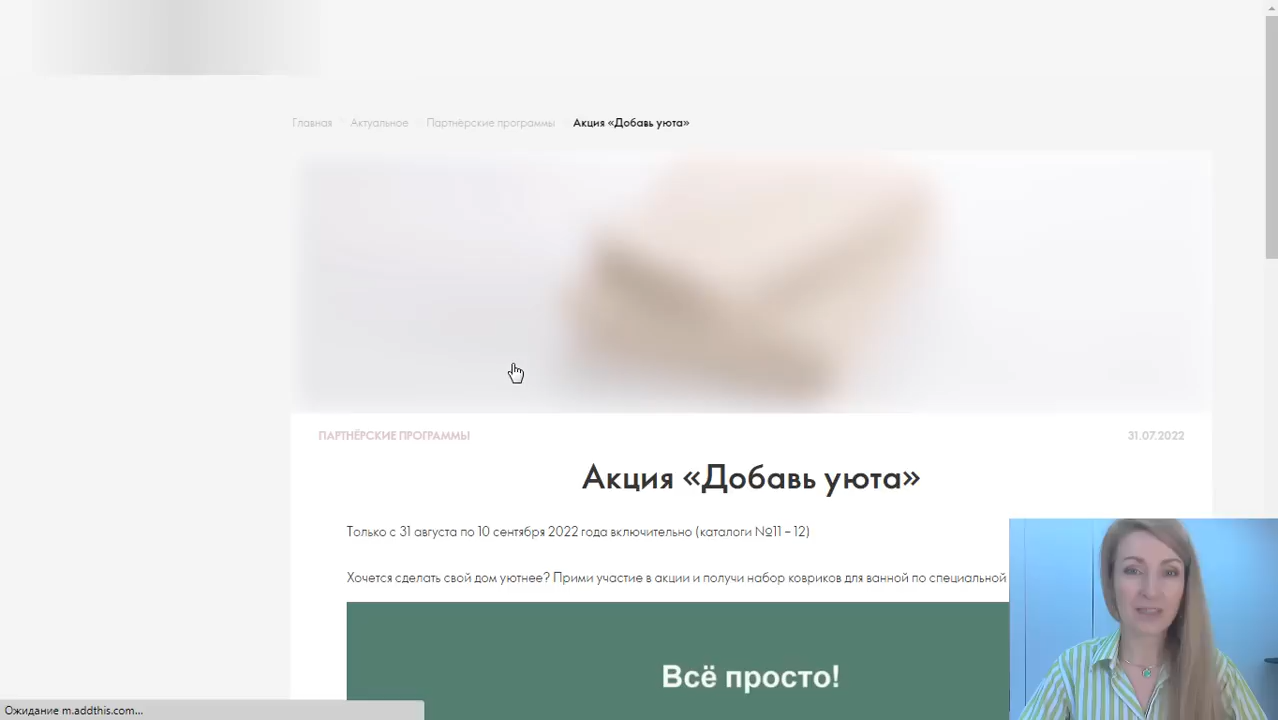 Главная Актуальное Партнёрские программы Акция «Добавь уюта»
ПАРТНЁРСКИЕ ПРОГРАММЫ 31.07.2022
Акция «Добавь уюта»
Только с 31 августа по 10 сентября 2022 года включительно (каталоги №11 – 12)
Хочется сделать свой дом уютнее? Прими участие в акции и получи набор ковриков для ванной по специальной
Всё просто!
Ожидание m.addthis.com...